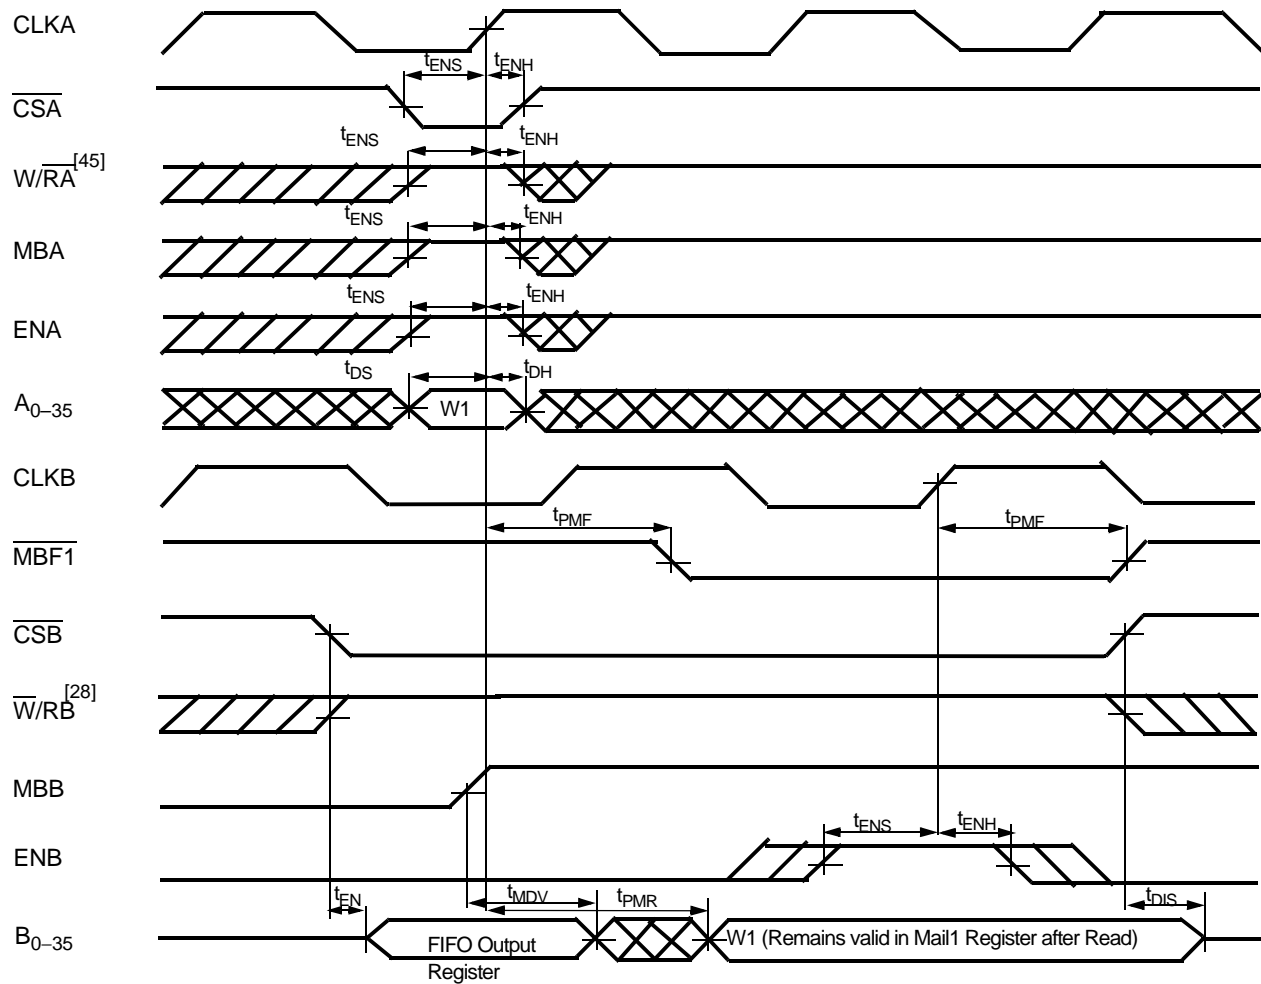 CLKA
tENS tENH
CSA
tENS tENH
W/RA[45]
tENS tENH
MBA
tENS tENH
ENA
tDS tDH
A0–35 W1
CLKB
tPMF tPMF
MBF1
CSB
W/RB[28]
MBB
tENS tENH
ENB
tEN tMDV tPMR tDIS
B0–35 FIFO Output W1 (Remains valid in Mail1 Register after Read)
Register